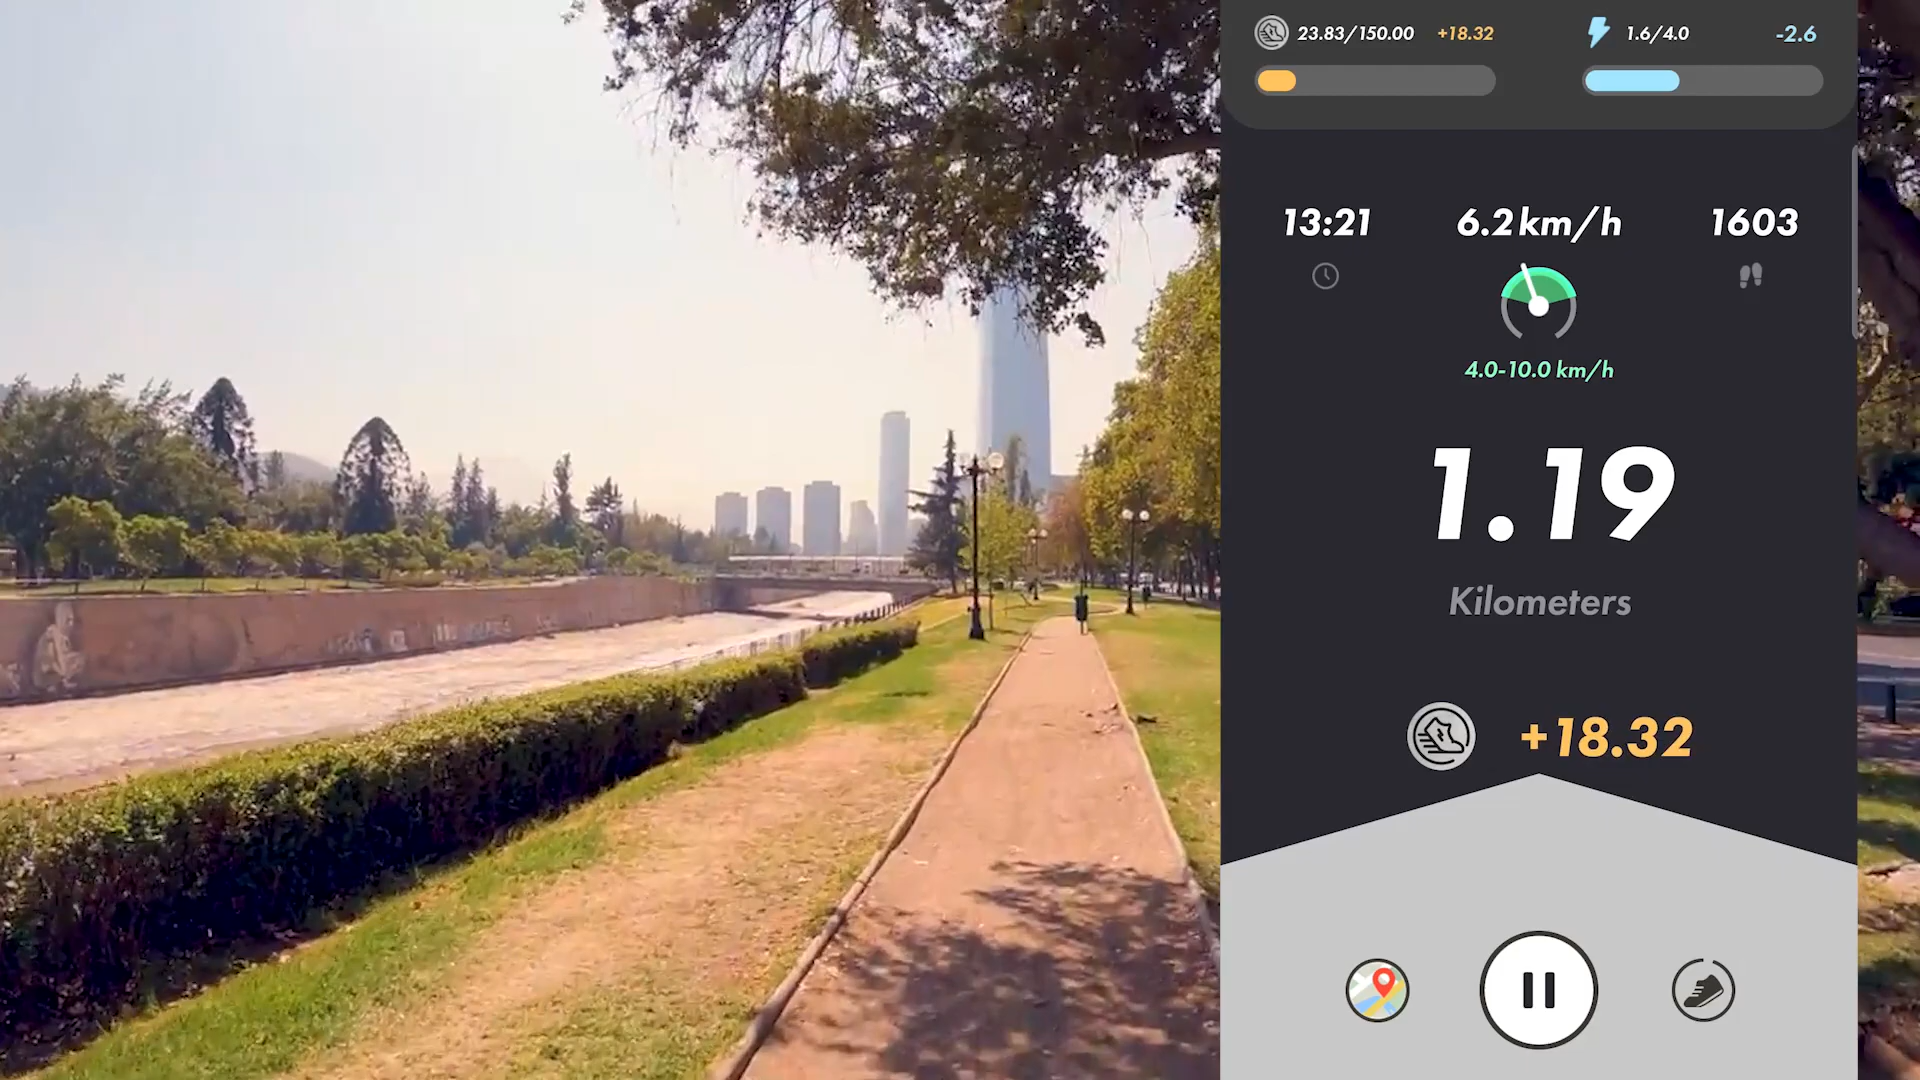 23.83/150.00 +18.32 1.6/4.0 -2.6
13:21 6.2km/h 1603
4.0-10.0 km/h
1.19
Kilometers
+18.32